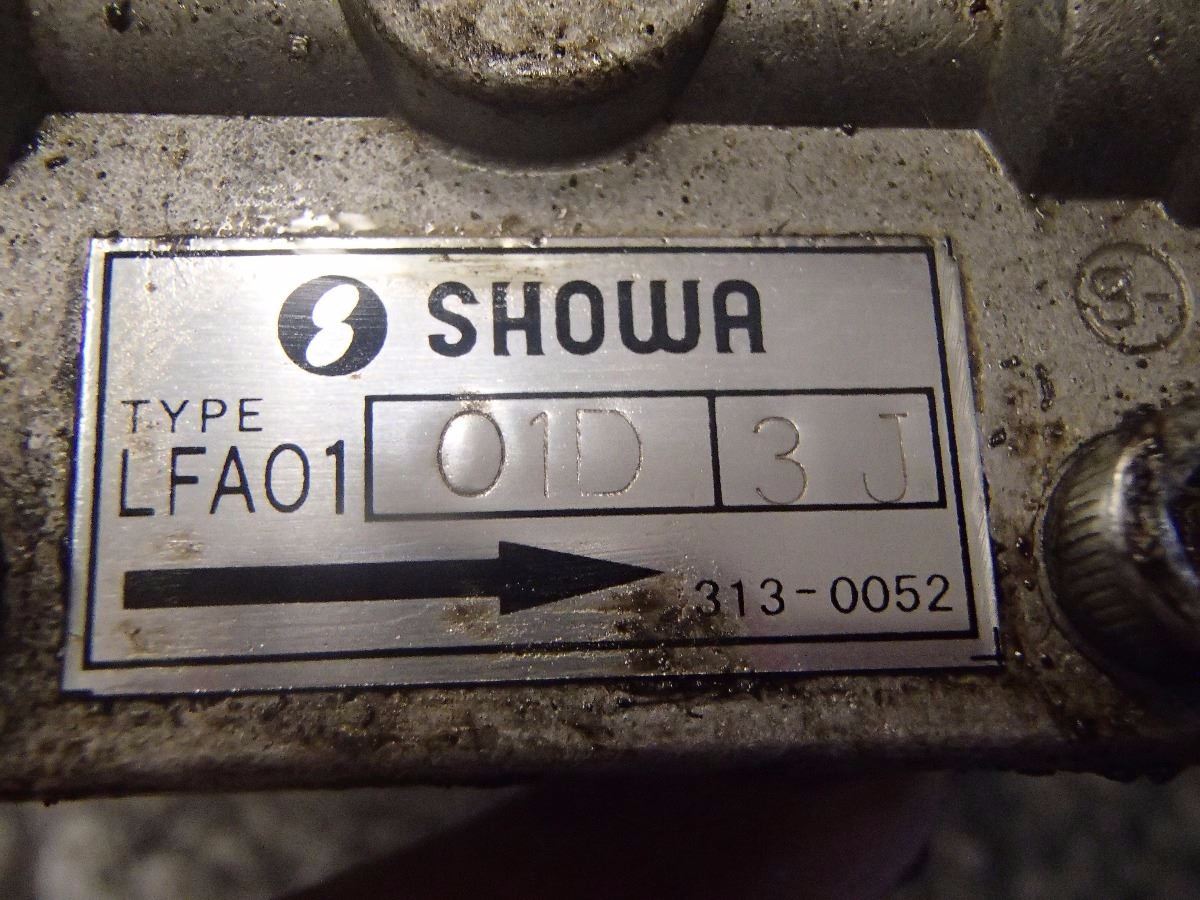 SHOWA
TYPE
LFA01 01D 3 J
313-0052